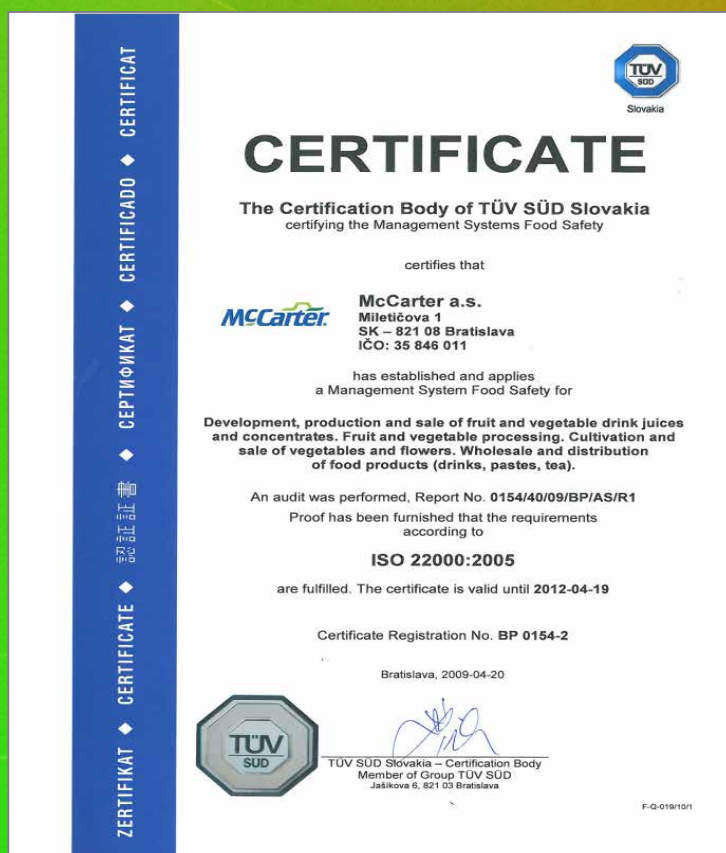 TÜV
SÜD
Slovakia
CERTIFICATE
The Certification Body of TÜV SÜD Slovakia
certifying the Management Systems Food Safety
certifies that
McCarter.
McCarter a.s.
Miletičova 1
SK – 821 08 Bratislava
IČO: 35 846 011
has established and applies
a Management System Food Safety for
Development, production and sale of fruit and vegetable drink juices
and concentrates. Fruit and vegetable processing. Cultivation and
sale of vegetables and flowers. Wholesale and distribution
of food products (drinks, pastes, tea).
An audit was performed, Report No. 0154/40/09/BP/AS/R1
Proof has been furnished that the requirements
according to
ISO 22000:2005
are fulfilled. The certificate is valid until 2012-04-19
Certificate Registration No. BP 0154-2
Bratislava, 2009-04-20
TÜV
SÜD
TÜV SÜD Slovakia – Certification Body
Member of Group TÜV SÜD
Jašíkova 6, 821 03 Bratislava
F-Q-019/10/1
ZERTIFIKAT ◆ CERTIFICATE ◆ 認証証書 ◆ СЕРТИФИКАТ ◆ CERTIFICADO ◆ CERTIFICAT